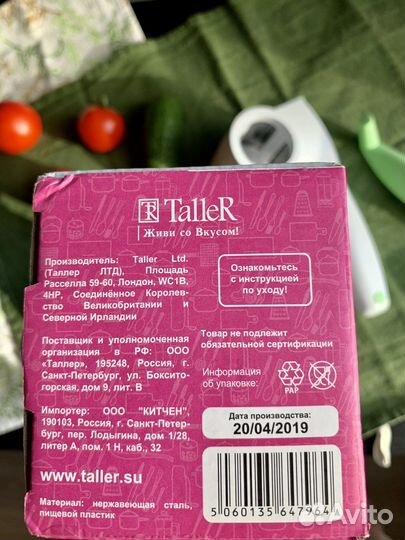 TR TalleR
Живи со Вкусом!
Производитель: Taller Ltd.
(Таллер ЛТД), Площадь
Расселла 59-60, Лондон, WC1B,
4HP, Соединённое Королев-
ство Великобритании и
Северной Ирландии
Ознакомьтесь
с инструкцией
по уходу!
Поставщик и уполномоченная
организация в РФ: ООО
«Таллер», 195248, Россия, г.
Санкт-Петербург, ул. Боксито-
горская, дом 9, лит. В
Товар не подлежит
обязательной сертификации
Информация
об упаковке:
PAP
Импортер: ООО "КИТЧЕН",
190103, Россия, г. Санкт-Петер-
бург, пер. Лодыгина, дом 1/28,
литер А, пом. 1 Н, каб., 32
Дата производства:
20/04/2019
www.taller.su
Материал: нержавеющая сталь,
пищевой пластик
5 060135 647964
Avito